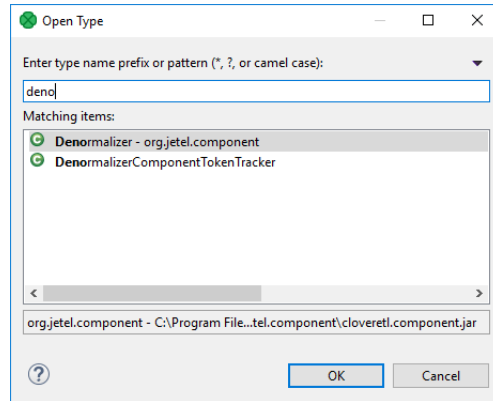 Open Type
Enter type name prefix or pattern (*, ?, or camel case):
deno
Matching items:
Denormalizer - org.jetel.component
DenormalizerComponentTokenTracker
org.jetel.component - C:\Program File...tel.component\cloveretl.component.jar
?
OK Cancel